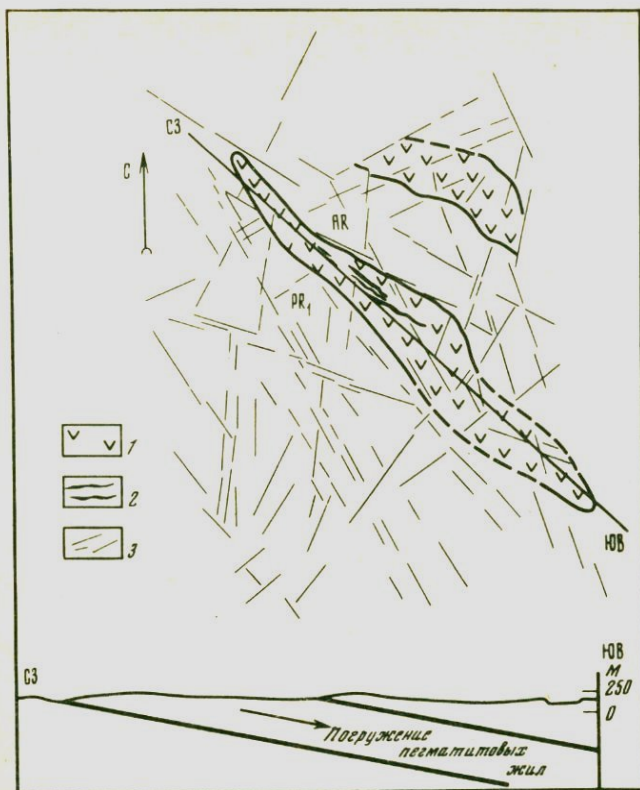 СЗ
С
AR
PR₁
1
2
3
ЮВ
СЗ
ЮВ
М
250
0
Погружение
пегматитовых
жил